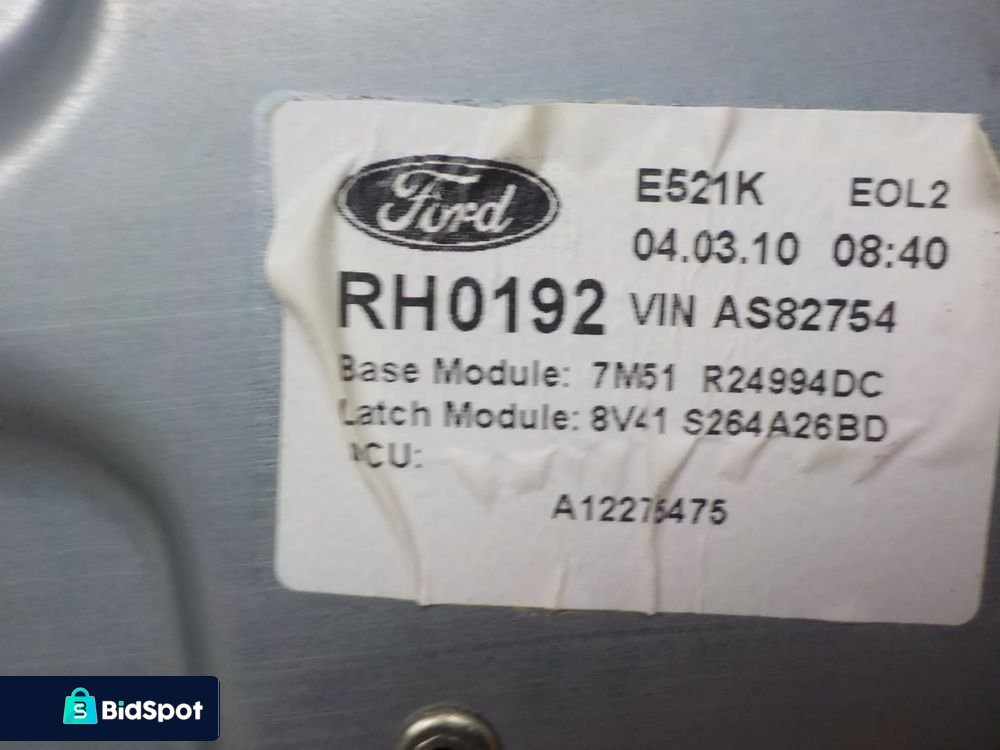 Ford
E521K EOL2
04.03.10 08:40
RH0192 VIN AS82754
Base Module: 7M51 R24994DC
Latch Module: 8V41 S264A26BD
A12275475
BidSpot